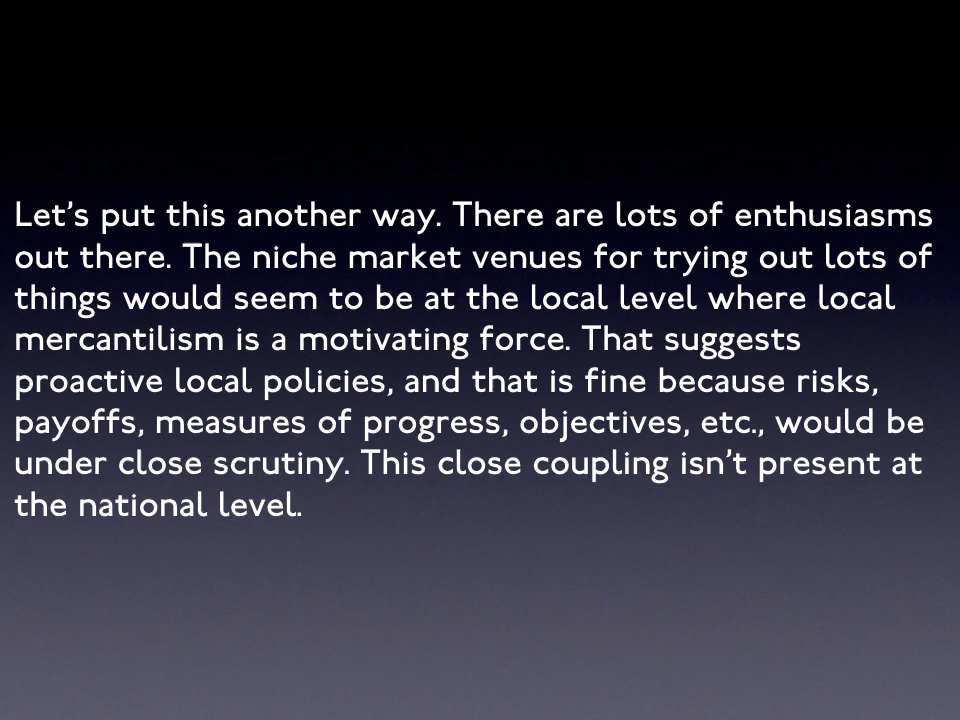 Let’s put this another way. There are lots of enthusiasms
out there. The niche market venues for trying out lots of
things would seem to be at the local level where local
mercantilism is a motivating force. That suggests
proactive local policies, and that is fine because risks,
payoffs, measures of progress, objectives, etc., would be
under close scrutiny. This close coupling isn’t present at
the national level.